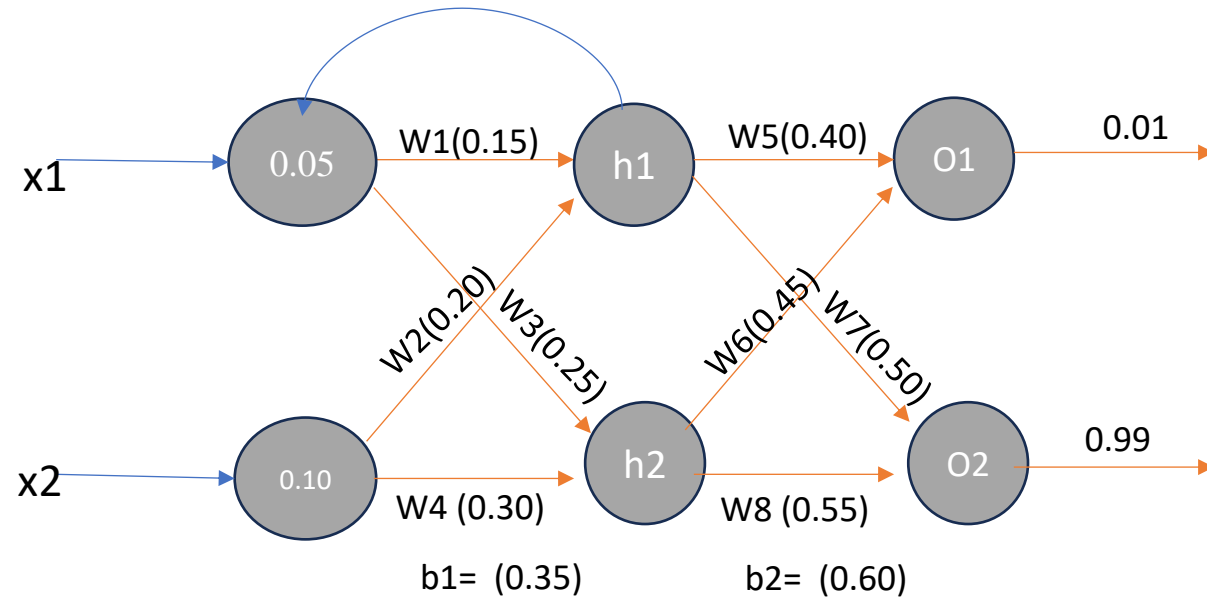 x1
0.05
W1(0.15)
h1
W5(0.40)
O1
0.01
W2(0.20)
W3(0.25)
W6(0.45)
W7(0.50)
x2
0.10
W4 (0.30)
h2
W8 (0.55)
O2
0.99
b1= (0.35)
b2= (0.60)